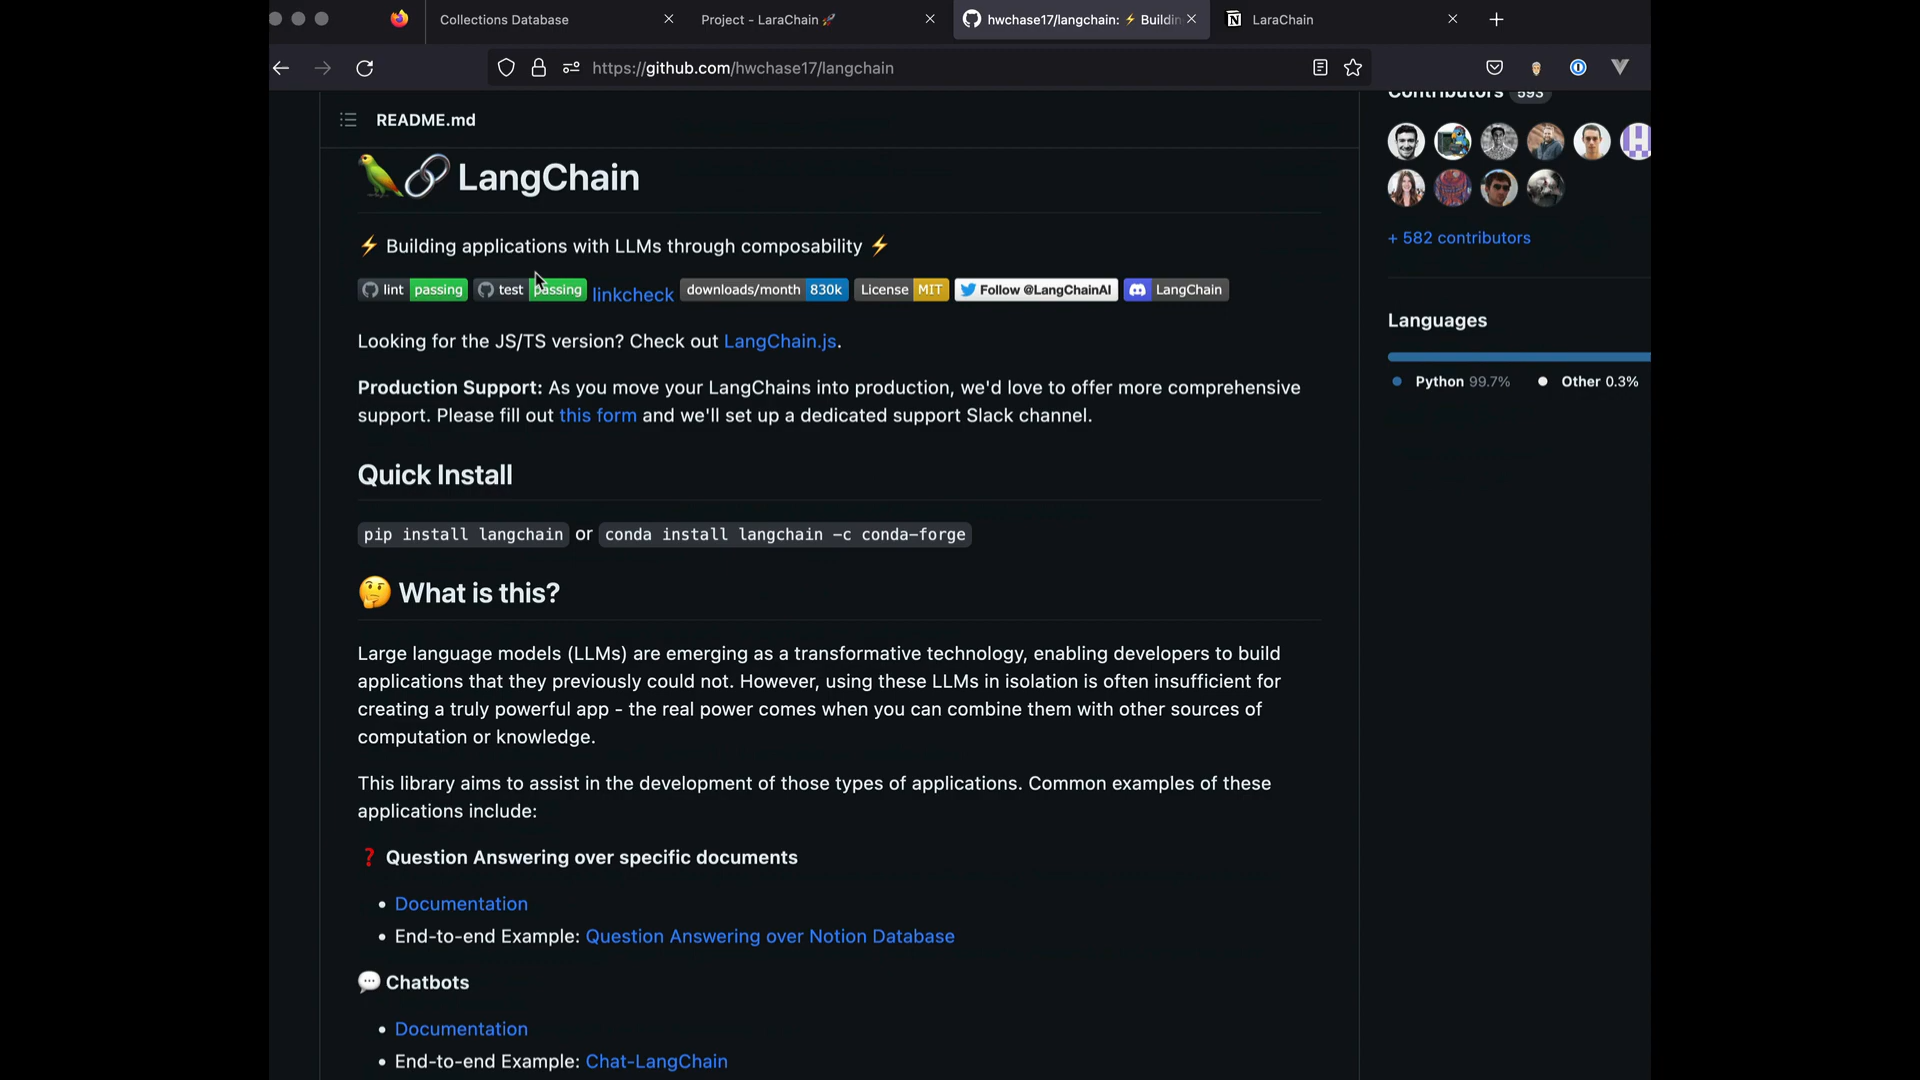 Collections Database
Project - LaraChain 🚀
hwchase17/langchain: ⚡ Buildin
LaraChain
https://github.com/hwchase17/langchain
README.md
Contributors 593
LangChain
⚡ Building applications with LLMs through composability ⚡
lint passing test passing linkcheck downloads/month 830k License MIT Follow @LangChainAI LangChain
+ 582 contributors
Looking for the JS/TS version? Check out LangChain.js.
Languages
Python 99.7% Other 0.3%
Production Support: As you move your LangChains into production, we'd love to offer more comprehensive
support. Please fill out this form and we'll set up a dedicated support Slack channel.
Quick Install
pip install langchain or conda install langchain -c conda-forge
🤔 What is this?
Large language models (LLMs) are emerging as a transformative technology, enabling developers to build
applications that they previously could not. However, using these LLMs in isolation is often insufficient for
creating a truly powerful app - the real power comes when you can combine them with other sources of
computation or knowledge.
This library aims to assist in the development of those types of applications. Common examples of these
applications include:
❓ Question Answering over specific documents
• Documentation
• End-to-end Example: Question Answering over Notion Database
💬 Chatbots
• Documentation
• End-to-end Example: Chat-LangChain